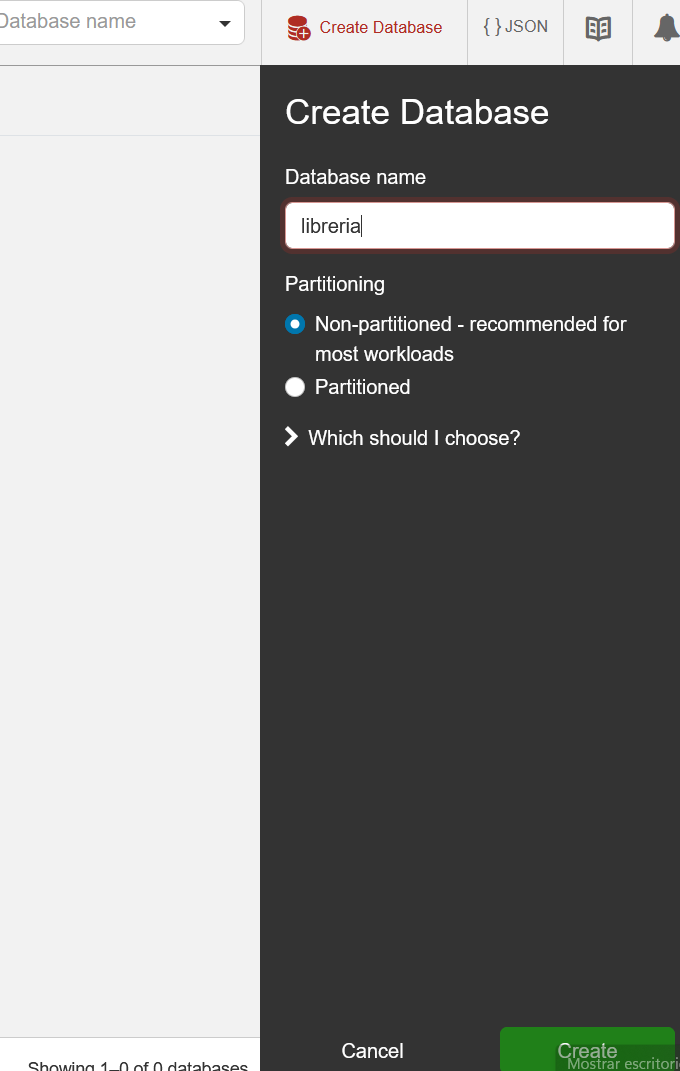 Database name
Create Database
{ } JSON
Create Database
Database name
libreria
Partitioning
Non-partitioned - recommended for
most workloads
Partitioned
Which should I choose?
Cancel
Create
Mostrar escritori
Showing 1–0 of 0 databases.